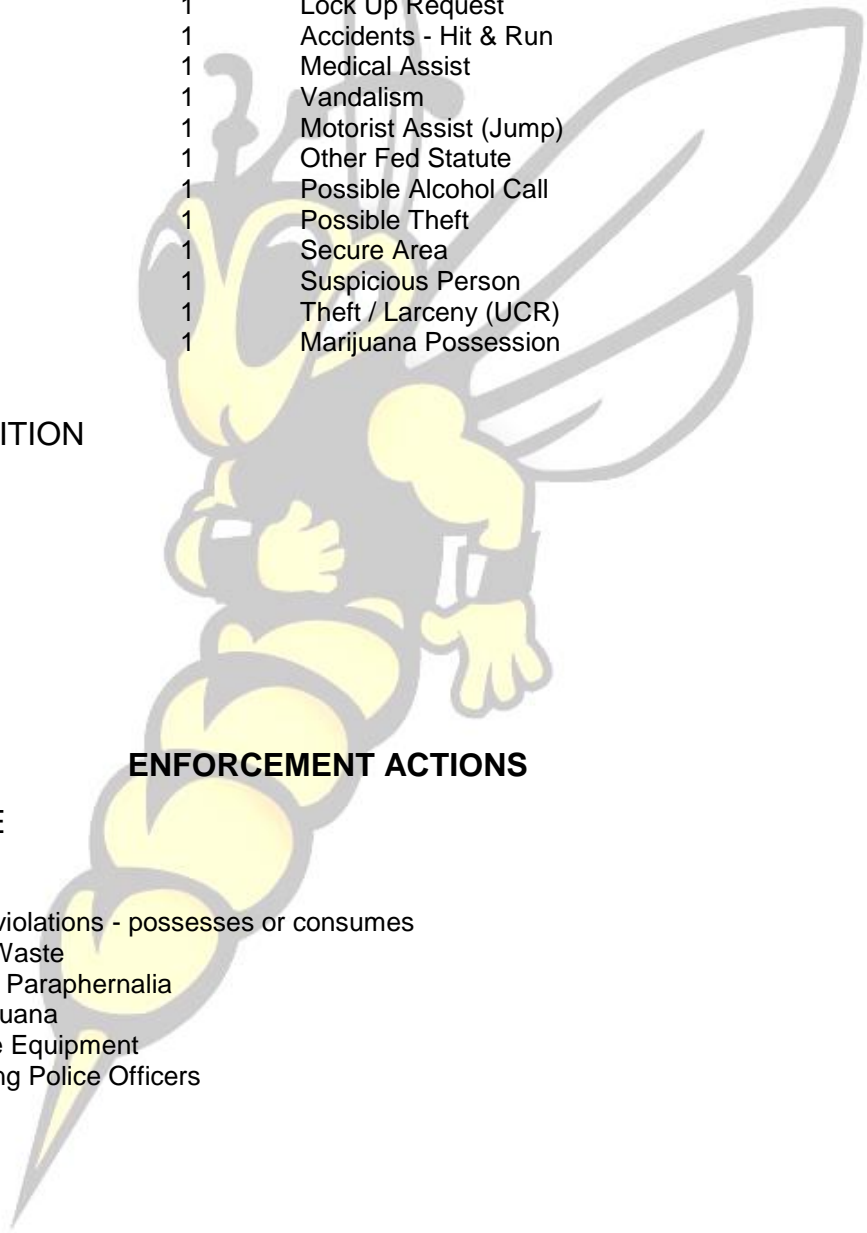 1 Lock Up Request
1 Accidents - Hit & Run
1 Medical Assist
1 Vandalism
1 Motorist Assist (Jump)
1 Other Fed Statute
1 Possible Alcohol Call
1 Possible Theft
1 Secure Area
1 Suspicious Person
1 Theft / Larceny (UCR)
1 Marijuana Possession
ITION
ENFORCEMENT ACTIONS
E
violations - possesses or consumes
Waste
Paraphernalia
uana
e Equipment
ng Police Officers